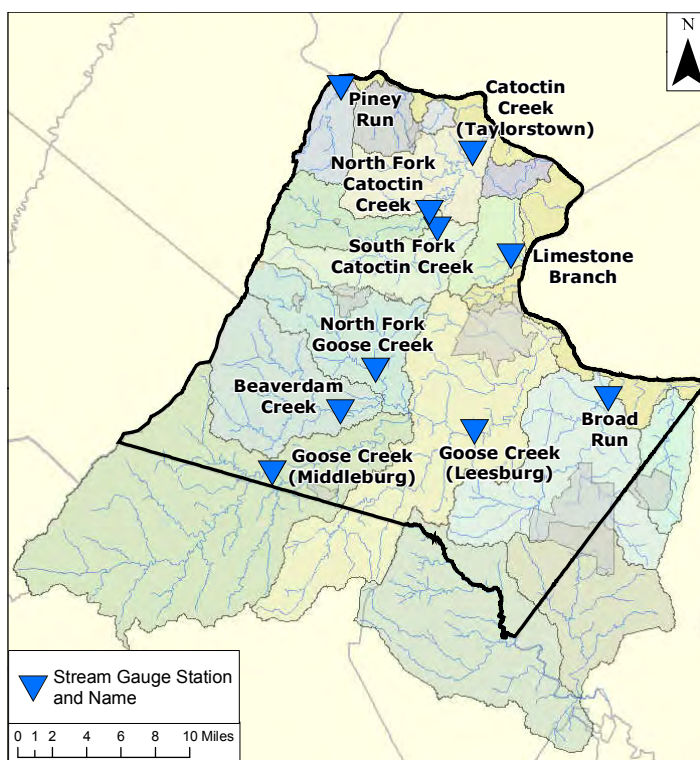 N
Piney
Run
Catoctin
Creek
(Taylorstown)
North Fork
Catoctin
Creek
South Fork
Catoctin Creek
Limestone
Branch
North Fork
Goose Creek
Beaverdam
Creek
Broad
Run
Goose Creek
(Middleburg)
Goose Creek
(Leesburg)
Stream Gauge Station
and Name
0 1 2 4 6 8 10 Miles